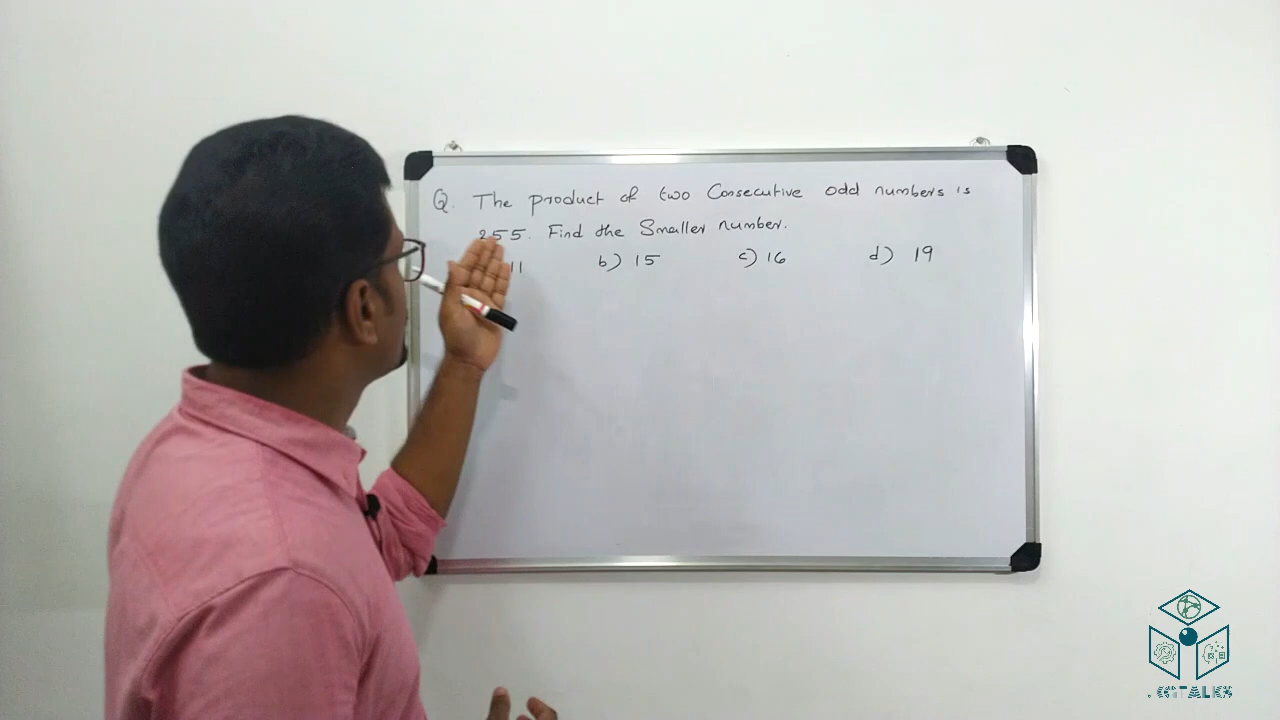 Q. The product of two Consecutive odd numbers is
255. Find the Smaller number.
11 b) 15 c) 16 d) 19